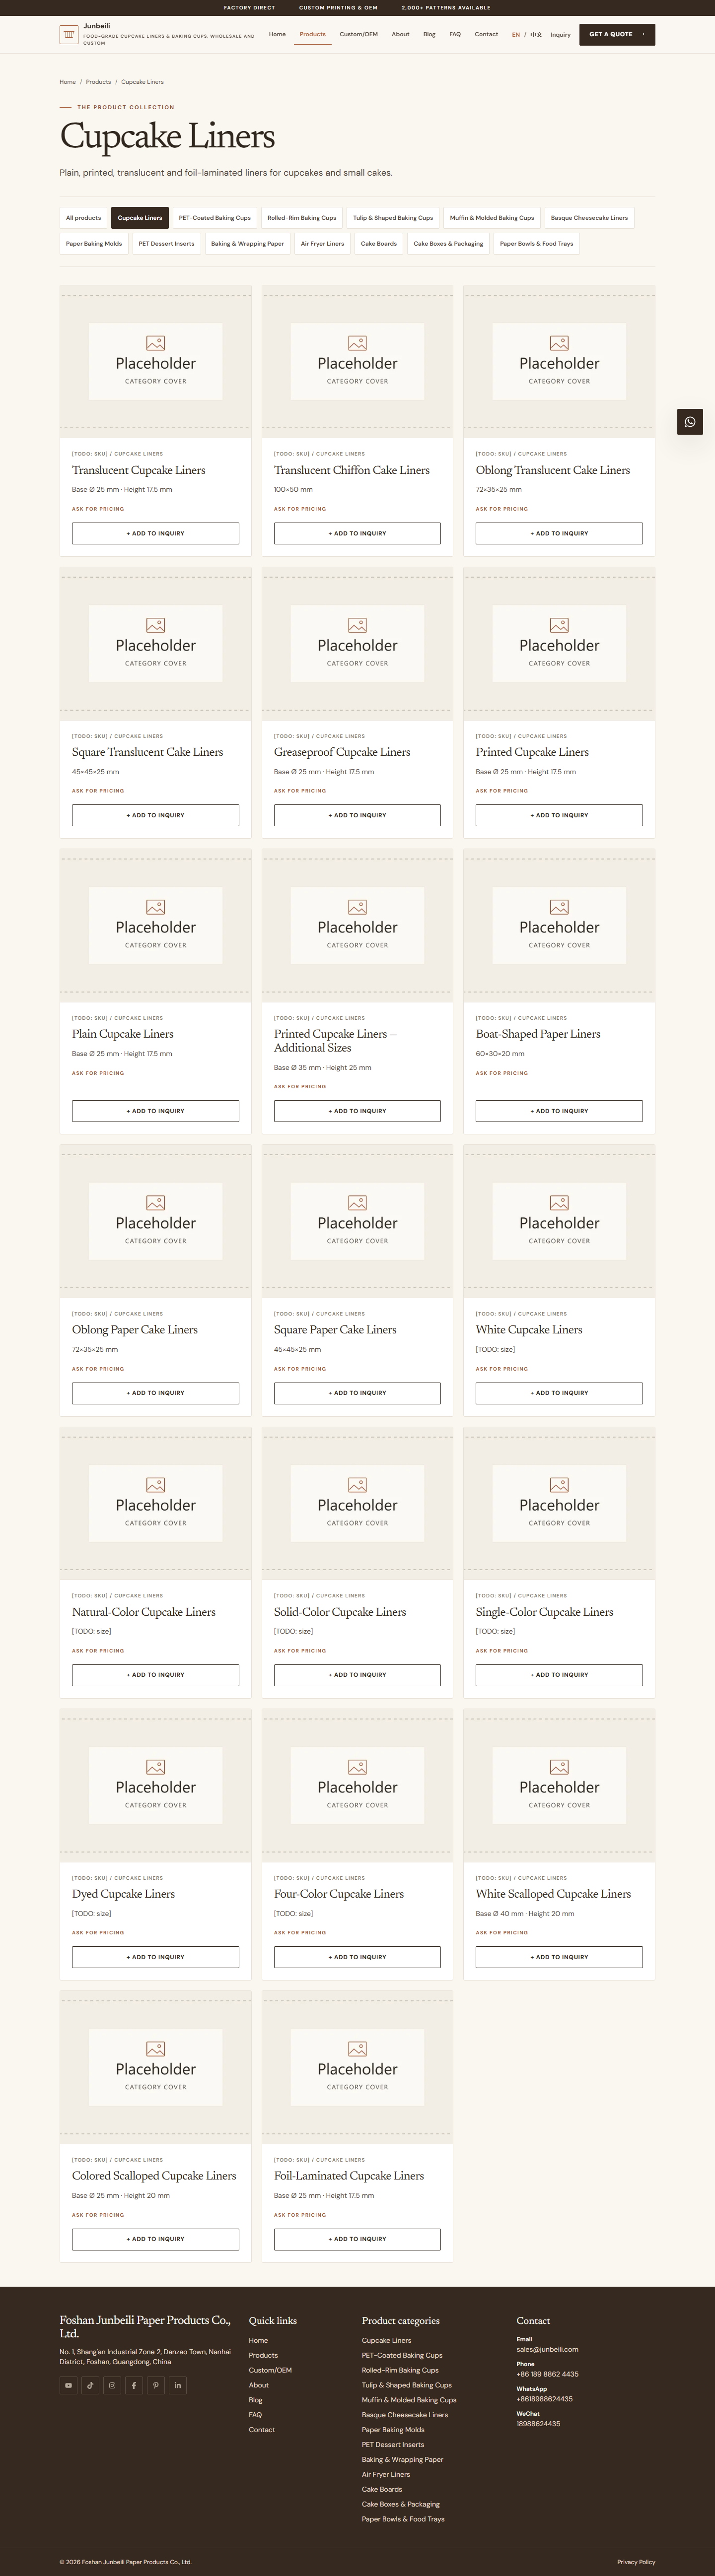 FACTORY DIRECT CUSTOM PRINTING & OEM 2,000+ PATTERNS AVAILABLE
Junbeili
FOOD-GRADE CUPCAKE LINERS & BAKING CUPS, WHOLESALE AND
CUSTOM
Home Products Custom/OEM About Blog FAQ Contact EN / 中文 Inquiry GET A QUOTE →
Home / Products / Cupcake Liners
THE PRODUCT COLLECTION
Cupcake Liners
Plain, printed, translucent and foil-laminated liners for cupcakes and small cakes.
All products Cupcake Liners PET-Coated Baking Cups Rolled-Rim Baking Cups Tulip & Shaped Baking Cups Muffin & Molded Baking Cups Basque Cheesecake Liners
Paper Baking Molds PET Dessert Inserts Baking & Wrapping Paper Air Fryer Liners Cake Boards Cake Boxes & Packaging Paper Bowls & Food Trays
Placeholder Placeholder Placeholder
CATEGORY COVER CATEGORY COVER CATEGORY COVER
[TODO: SKU] / CUPCAKE LINERS [TODO: SKU] / CUPCAKE LINERS [TODO: SKU] / CUPCAKE LINERS
Translucent Cupcake Liners Translucent Chiffon Cake Liners Oblong Translucent Cake Liners
Base Ø 25 mm · Height 17.5 mm 100×50 mm 72×35×25 mm
ASK FOR PRICING ASK FOR PRICING ASK FOR PRICING
+ ADD TO INQUIRY + ADD TO INQUIRY + ADD TO INQUIRY
Placeholder Placeholder Placeholder
CATEGORY COVER CATEGORY COVER CATEGORY COVER
[TODO: SKU] / CUPCAKE LINERS [TODO: SKU] / CUPCAKE LINERS [TODO: SKU] / CUPCAKE LINERS
Square Translucent Cake Liners Greaseproof Cupcake Liners Printed Cupcake Liners
45×45×25 mm Base Ø 25 mm · Height 17.5 mm Base Ø 25 mm · Height 17.5 mm
ASK FOR PRICING ASK FOR PRICING ASK FOR PRICING
+ ADD TO INQUIRY + ADD TO INQUIRY + ADD TO INQUIRY
Placeholder Placeholder Placeholder
CATEGORY COVER CATEGORY COVER CATEGORY COVER
[TODO: SKU] / CUPCAKE LINERS [TODO: SKU] / CUPCAKE LINERS [TODO: SKU] / CUPCAKE LINERS
Plain Cupcake Liners Printed Cupcake Liners – Boat-Shaped Paper Liners
Additional Sizes
Base Ø 25 mm · Height 17.5 mm Base Ø 35 mm · Height 25 mm 60×30×20 mm
ASK FOR PRICING ASK FOR PRICING ASK FOR PRICING
+ ADD TO INQUIRY + ADD TO INQUIRY + ADD TO INQUIRY
Placeholder Placeholder Placeholder
CATEGORY COVER CATEGORY COVER CATEGORY COVER
[TODO: SKU] / CUPCAKE LINERS [TODO: SKU] / CUPCAKE LINERS [TODO: SKU] / CUPCAKE LINERS
Oblong Paper Cake Liners Square Paper Cake Liners White Cupcake Liners
72×35×25 mm 45×45×25 mm [TODO: size]
ASK FOR PRICING ASK FOR PRICING ASK FOR PRICING
+ ADD TO INQUIRY + ADD TO INQUIRY + ADD TO INQUIRY
Placeholder Placeholder Placeholder
CATEGORY COVER CATEGORY COVER CATEGORY COVER
[TODO: SKU] / CUPCAKE LINERS [TODO: SKU] / CUPCAKE LINERS [TODO: SKU] / CUPCAKE LINERS
Natural-Color Cupcake Liners Solid-Color Cupcake Liners Single-Color Cupcake Liners
[TODO: size] [TODO: size] [TODO: size]
ASK FOR PRICING ASK FOR PRICING ASK FOR PRICING
+ ADD TO INQUIRY + ADD TO INQUIRY + ADD TO INQUIRY
Placeholder Placeholder Placeholder
CATEGORY COVER CATEGORY COVER CATEGORY COVER
[TODO: SKU] / CUPCAKE LINERS [TODO: SKU] / CUPCAKE LINERS [TODO: SKU] / CUPCAKE LINERS
Dyed Cupcake Liners Four-Color Cupcake Liners White Scalloped Cupcake Liners
[TODO: size] [TODO: size] Base Ø 40 mm · Height 20 mm
ASK FOR PRICING ASK FOR PRICING ASK FOR PRICING
+ ADD TO INQUIRY + ADD TO INQUIRY + ADD TO INQUIRY
Placeholder Placeholder
CATEGORY COVER CATEGORY COVER
[TODO: SKU] / CUPCAKE LINERS [TODO: SKU] / CUPCAKE LINERS
Colored Scalloped Cupcake Liners Foil-Laminated Cupcake Liners
Base Ø 25 mm · Height 20 mm Base Ø 25 mm · Height 17.5 mm
ASK FOR PRICING ASK FOR PRICING
+ ADD TO INQUIRY + ADD TO INQUIRY
Foshan Junbeili Paper Products Co.,
Ltd.
No. 1, Shang'an Industrial Zone 2, Danzao Town, Nanhai
District, Foshan, Guangdong, China
Quick links
Home
Products
Custom/OEM
About
Blog
FAQ
Contact
Product categories
Cupcake Liners
PET-Coated Baking Cups
Rolled-Rim Baking Cups
Tulip & Shaped Baking Cups
Muffin & Molded Baking Cups
Basque Cheesecake Liners
Paper Baking Molds
PET Dessert Inserts
Baking & Wrapping Paper
Air Fryer Liners
Cake Boards
Cake Boxes & Packaging
Paper Bowls & Food Trays
Contact
Email
sales@junbeili.com
Phone
+86 189 8862 4435
WhatsApp
+8618988624435
WeChat
18988624435
© 2026 Foshan Junbeili Paper Products Co., Ltd. Privacy Policy